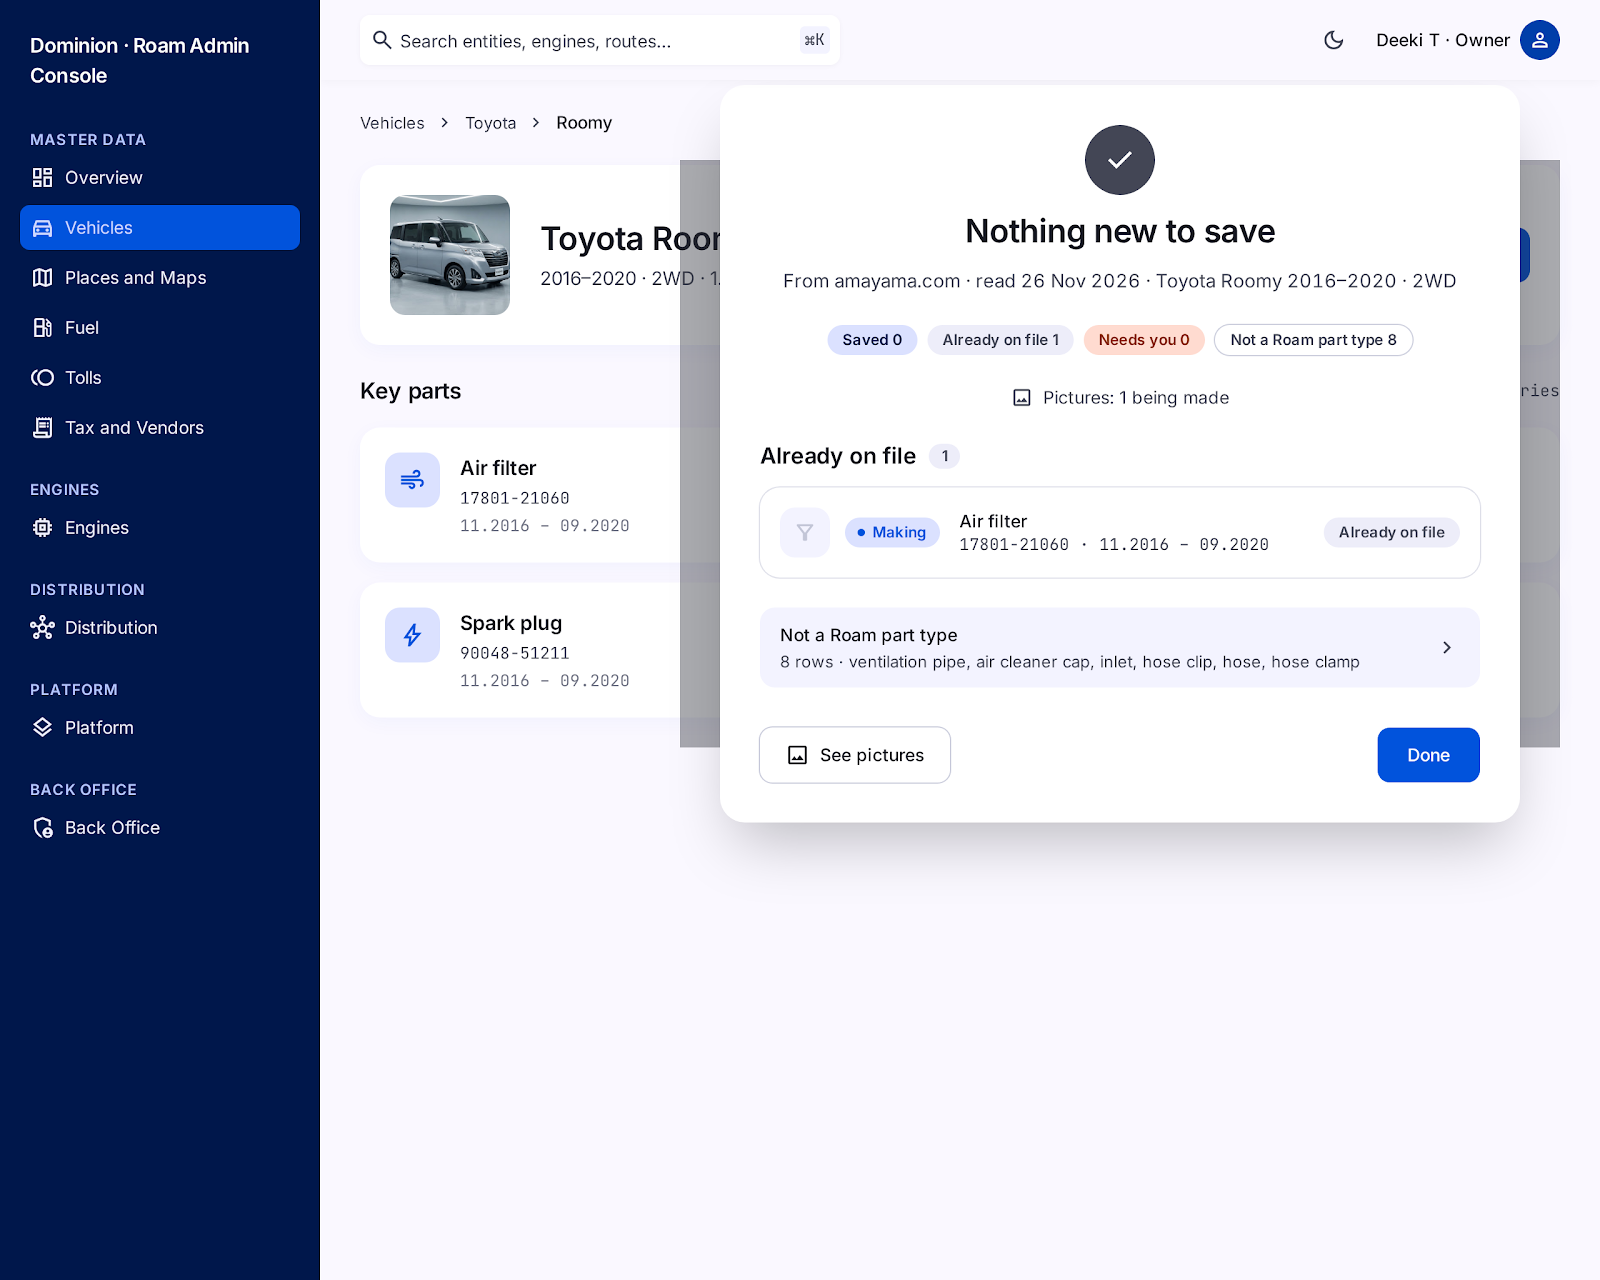 Dominion · Roam Admin
Console
MASTER DATA
Overview
Vehicles
Places and Maps
Fuel
Tolls
Tax and Vendors
ENGINES
Engines
DISTRIBUTION
Distribution
PLATFORM
Platform
BACK OFFICE
Back Office
Search entities, engines, routes... ⌘K
Deeki T · Owner
Vehicles > Toyota > Roomy
Toyota Roo
2016–2020 · 2WD · 1.
Key parts
ries
Air filter
17801-21060
11.2016 – 09.2020
Spark plug
90048-51211
11.2016 – 09.2020
Nothing new to save
From amayama.com · read 26 Nov 2026 · Toyota Roomy 2016–2020 · 2WD
Saved 0 Already on file 1 Needs you 0 Not a Roam part type 8
Pictures: 1 being made
Already on file 1
Making
Air filter
17801-21060 · 11.2016 – 09.2020
Already on file
Not a Roam part type
8 rows · ventilation pipe, air cleaner cap, inlet, hose clip, hose, hose clamp
See pictures
Done